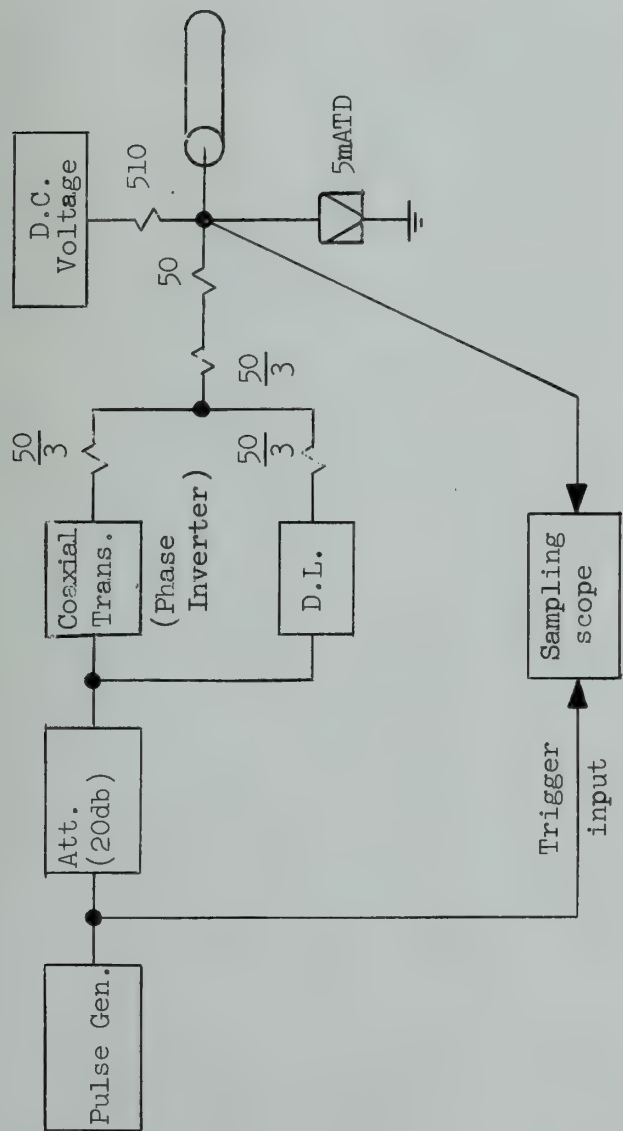 Pulse Gen.
Att.
(20db)
Coaxial
Trans.
(Phase
Inverter)
D.L.
50
3
50
3
50
3
50
510
D.C.
Voltage
5mATD
Trigger
input
Sampling
scope